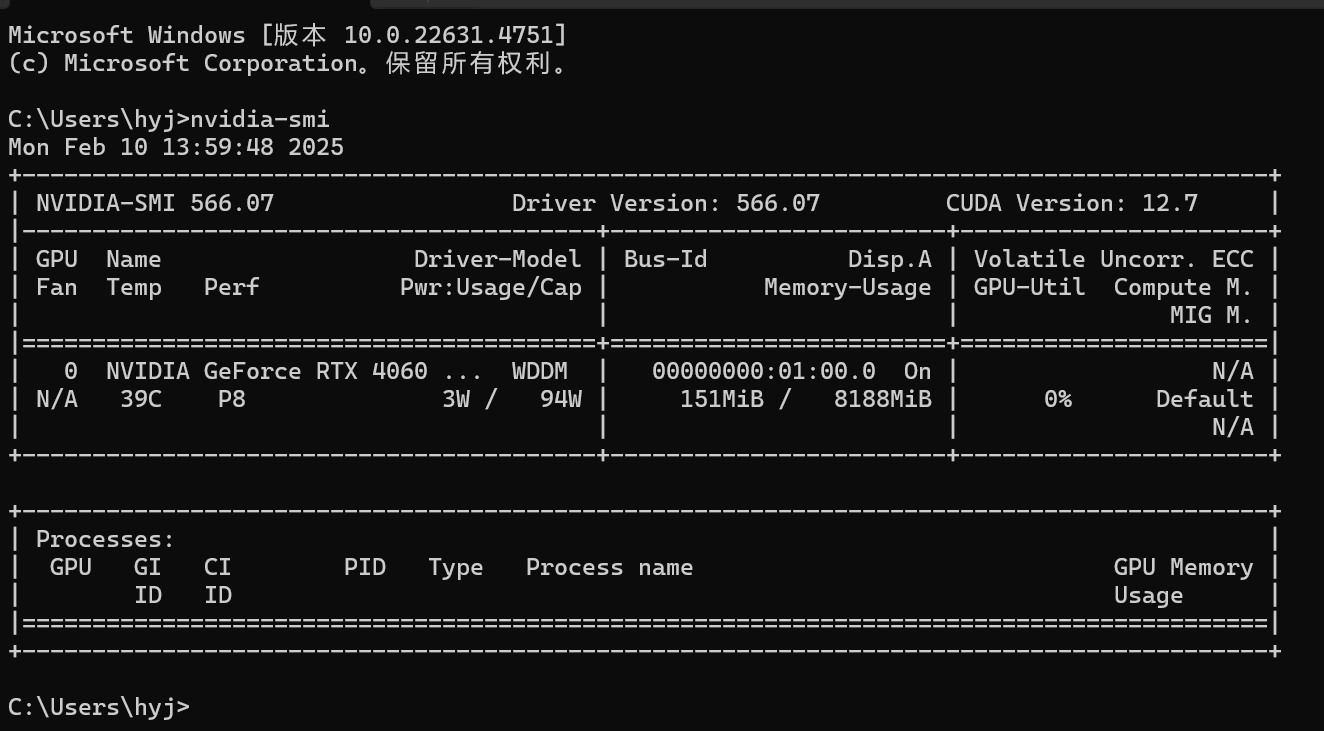 Microsoft Windows [版本 10.0.22631.4751]
(c) Microsoft Corporation。保留所有权利。

C:\Users\hyj>nvidia-smi
Mon Feb 10 13:59:48 2025
+-----------------------------------------------------------------------------------------+
| NVIDIA-SMI 566.07                 Driver Version: 566.07         CUDA Version: 12.7     |
|-----------------------------------------+------------------------+----------------------+
| GPU  Name                  Driver-Model | Bus-Id          Disp.A | Volatile Uncorr. ECC |
| Fan  Temp   Perf          Pwr:Usage/Cap |           Memory-Usage | GPU-Util  Compute M. |
|                                         |                        |               MIG M. |
|=========================================+========================+======================|
|   0  NVIDIA GeForce RTX 4060 ...  WDDM  |   00000000:01:00.0  On |                  N/A |
| N/A   39C    P8              3W /   94W |     151MiB /   8188MiB |      0%      Default |
|                                         |                        |                  N/A |
+-----------------------------------------+------------------------+----------------------+

+-----------------------------------------------------------------------------------------+
| Processes:                                                                              |
|  GPU   GI   CI        PID   Type   Process name                              GPU Memory |
|        ID   ID                                                               Usage      |
|=========================================================================================|
+-----------------------------------------------------------------------------------------+

C:\Users\hyj>